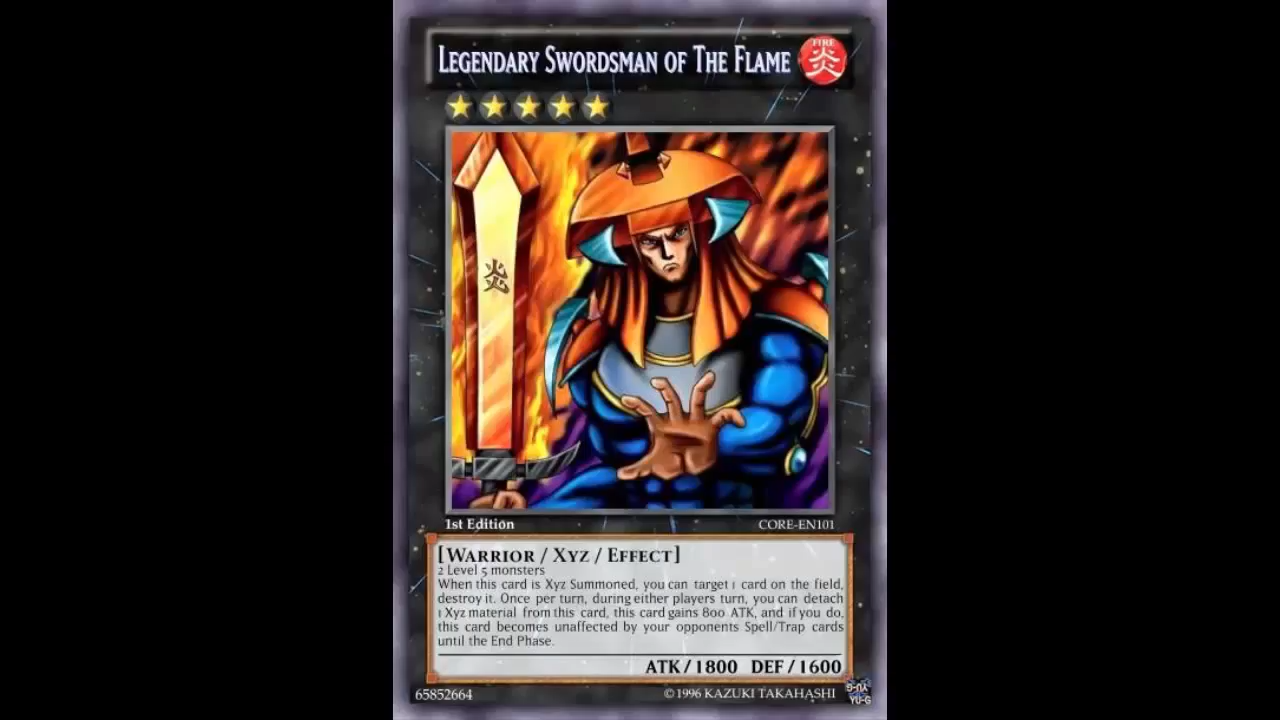 LEGENDARY SWORDSMAN OF THE FLAME
FIRE
炎
炎
1st Edition
CORE-EN101
[WARRIOR / XYZ / EFFECT]
2 Level 5 monsters
When this card is Xyz Summoned, you can target 1 card on the field,
destroy it. Once per turn, during either players turn, you can detach
1 Xyz material from this card, this card gains 800 ATK, and if you do,
this card becomes unaffected by your opponents Spell/Trap cards
until the End Phase.
ATK / 1800 DEF / 1600
65852664
©1996 KAZUKI TAKAHASHI